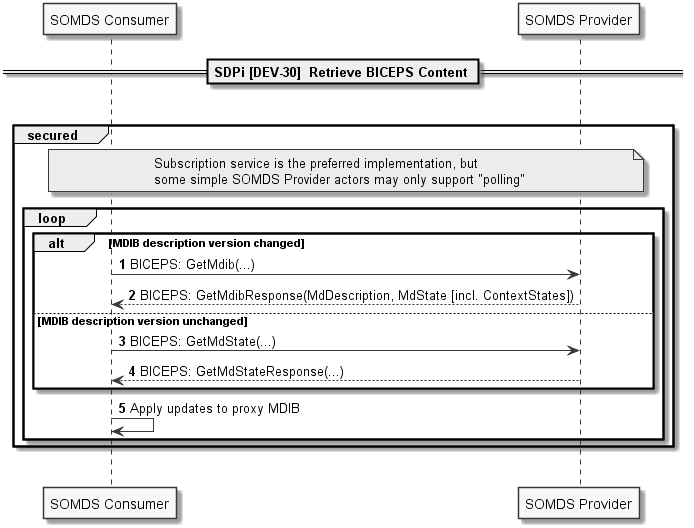 SOMDS Consumer
SOMDS Provider
SDPi [DEV-30]  Retrieve BICEPS Content
secured
Subscription service is the preferred implementation, but
some simple SOMDS Provider actors may only support "polling"
loop
alt
[MDIB description version changed]
1 BICEPS: GetMdib(...)
2 BICEPS: GetMdibResponse(MdDescription, MdState [incl. ContextStates])
[MDIB description version unchanged]
3 BICEPS: GetMdState(...)
4 BICEPS: GetMdStateResponse(...)
5 Apply updates to proxy MDIB
SOMDS Consumer
SOMDS Provider